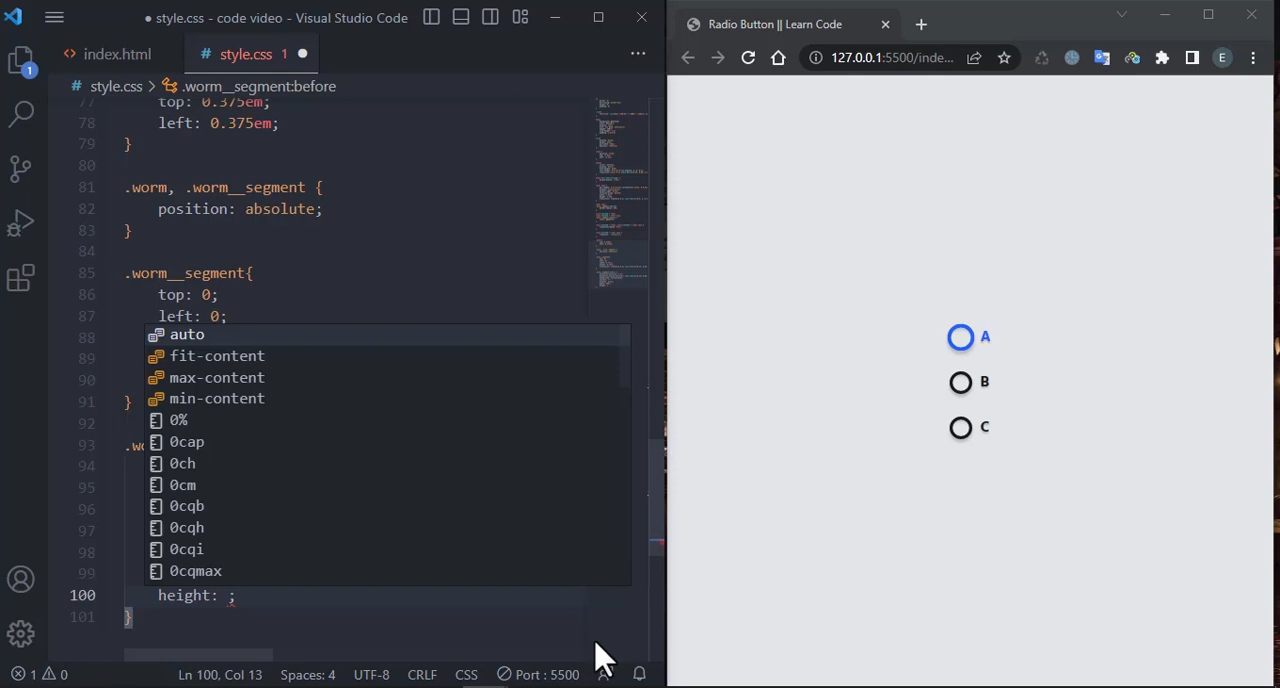 ● style.css - code video - Visual Studio Code
index.html
# style.css 1 ●
# style.css > .worm__segment:before
77 top: 0.375em;
78 left: 0.375em;
79 }
80
81 .worm, .worm__segment {
82 position: absolute;
83 }
84
85 .worm__segment{
86 top: 0;
87 left: 0;
88
89
90
91 }
92
93 .wo
94
95
96
97
98
99
100 height: ;
101 }
auto
fit-content
max-content
min-content
0%
0cap
0ch
0cm
0cqb
0cqh
0cqi
0cqmax
1
1 0
Ln 100, Col 13 Spaces: 4 UTF-8 CRLF CSS Port : 5500
Radio Button || Learn Code
127.0.0.1:5500/inde...
E
A
B
C